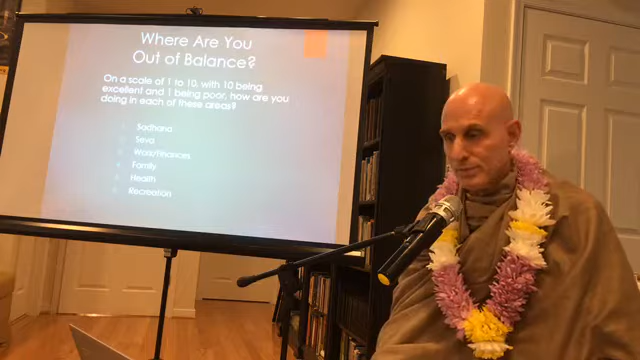 Where Are You
Out of Balance?
On a scale of 1 to 10, with 10 being
excellent and 1 being poor, how are you
doing in each of these areas?
Sadhana
Seva
Work/Finances
Family
Health
Recreation